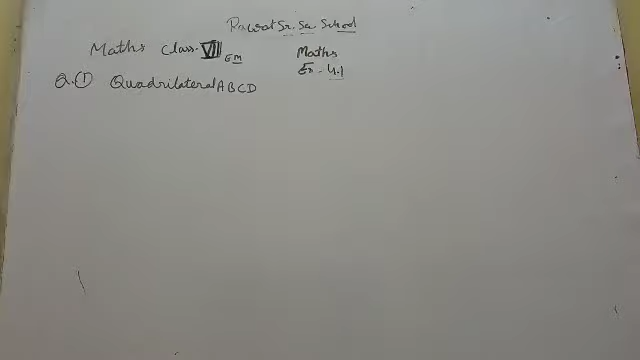 Rawat Sr. Sec. School
Maths Class VIII EM Maths
Ex - 4.1
Q. 1 Quadrilateral ABCD